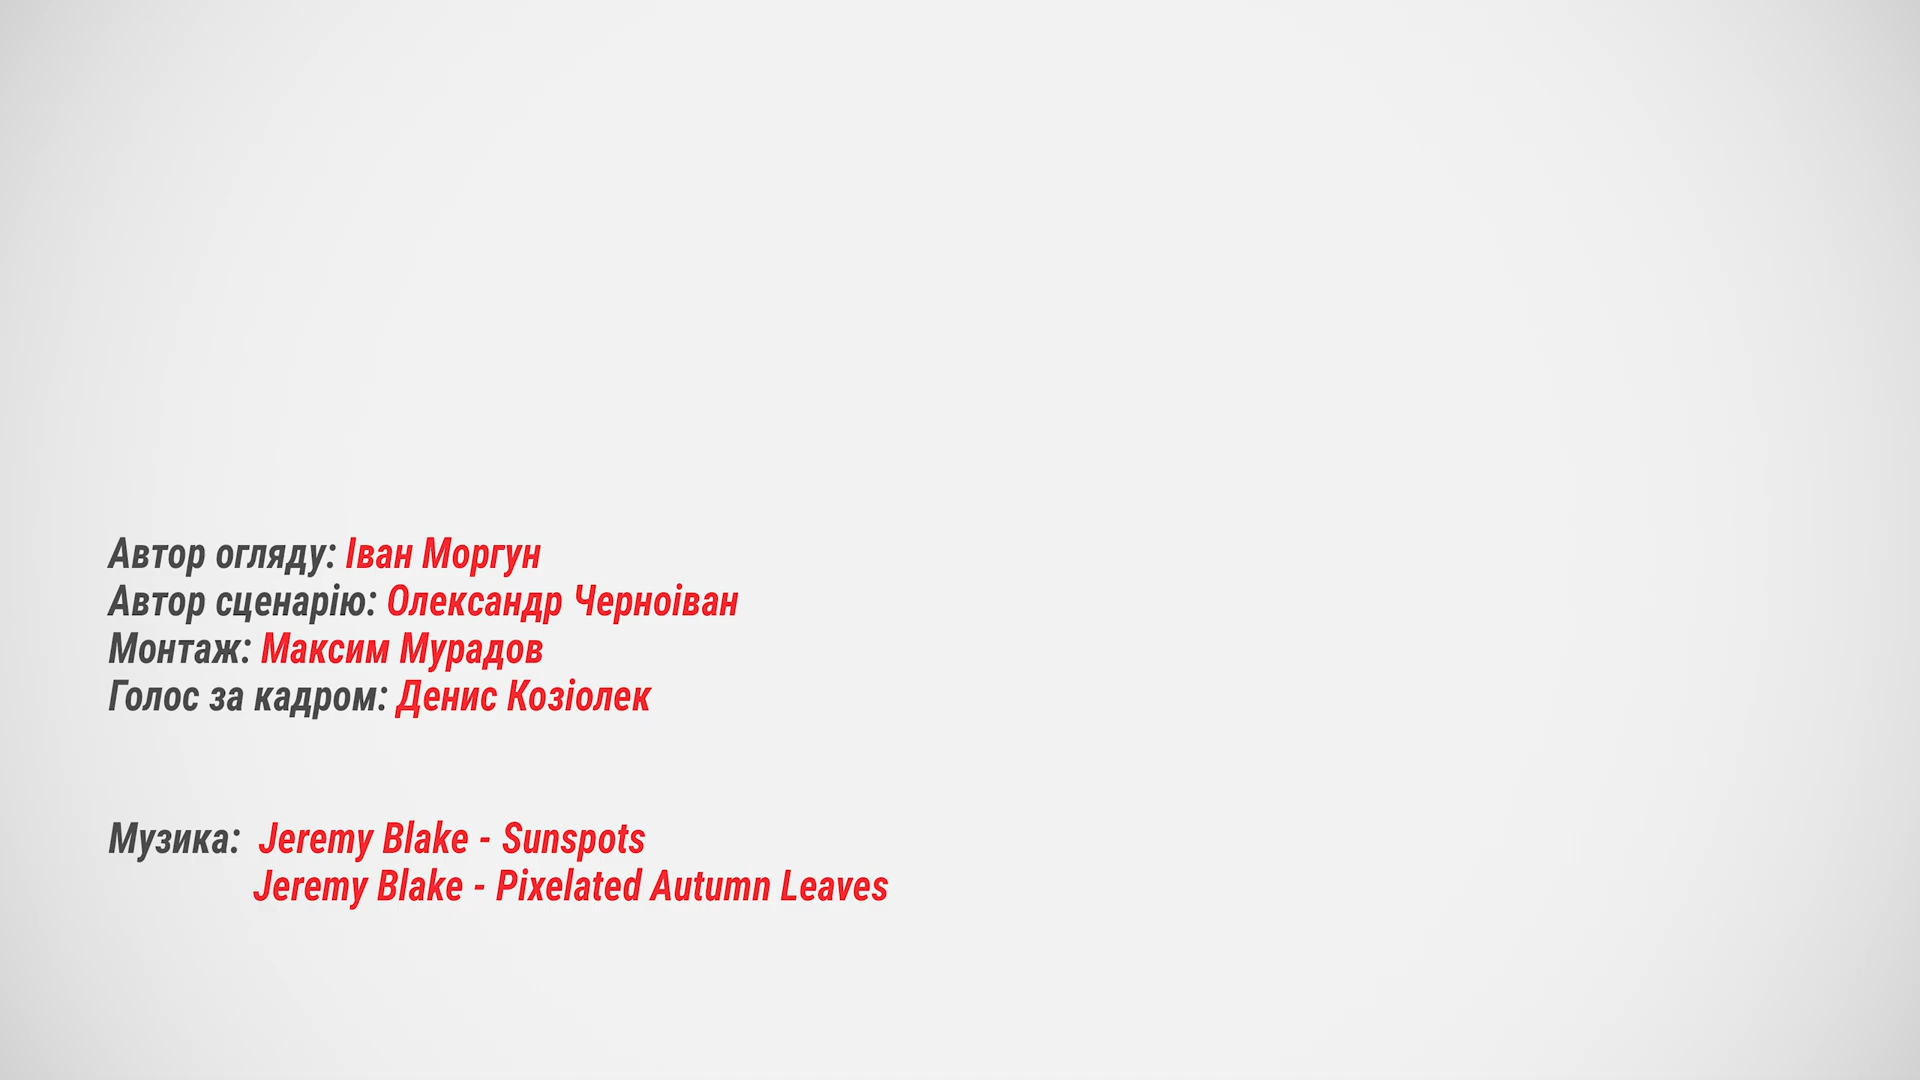 Автор огляду: Іван Моргун
Автор сценарію: Олександр Черноіван
Монтаж: Максим Мурадов
Голос за кадром: Денис Козіолек
Музика: Jeremy Blake - Sunspots
Jeremy Blake - Pixelated Autumn Leaves